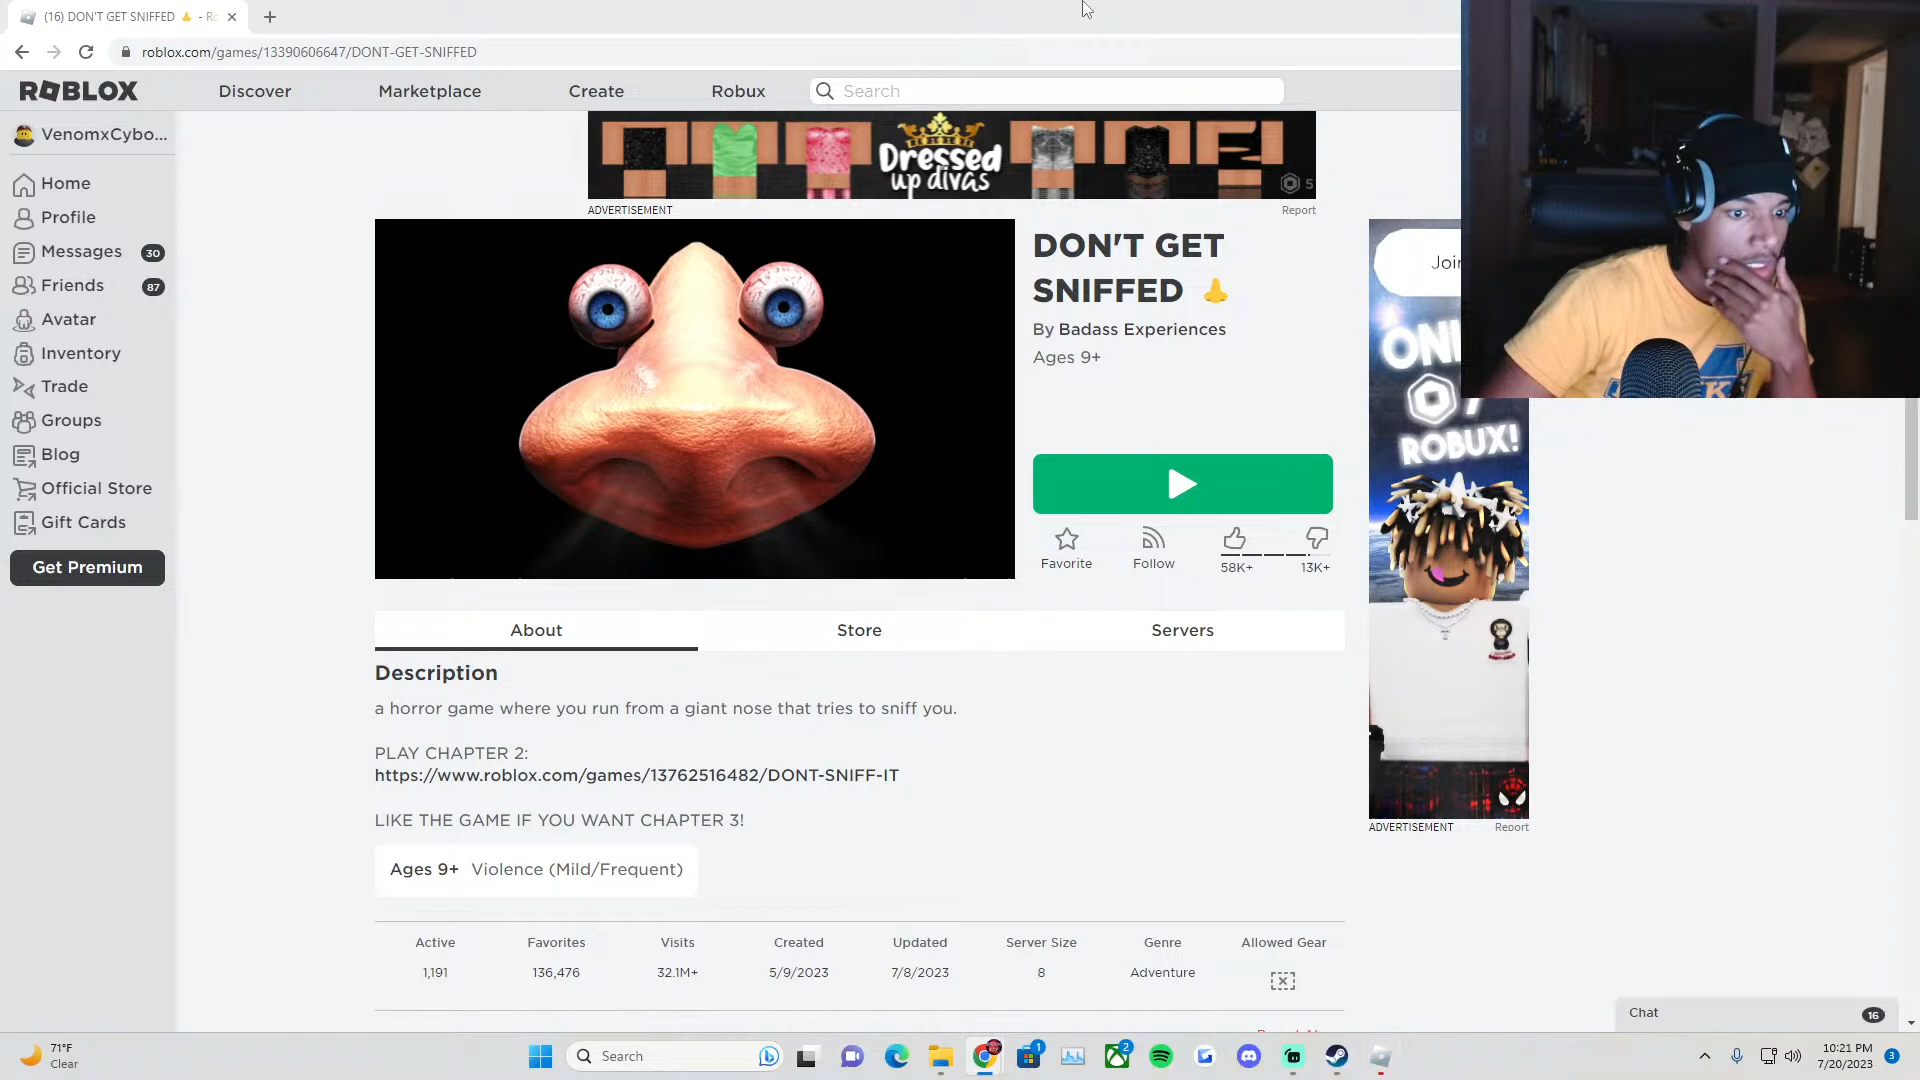 (16) DON'T GET SNIFFED
roblox.com/games/13390606647/DONT-GET-SNIFFED
ROBLOX
Discover
Marketplace
Create
Robux
Search
VenomxCybo...
Home
Profile
Messages 30
Friends 87
Avatar
Inventory
Trade
Groups
Blog
Official Store
Gift Cards
Get Premium
Dressed
up divas
5
ADVERTISEMENT
Report
DON'T GET
SNIFFED
By Badass Experiences
Ages 9+
Favorite
Follow
58K+
13K+
ROBUX!
ADVERTISEMENT
Report
About
Store
Servers
Description
a horror game where you run from a giant nose that tries to sniff you.
PLAY CHAPTER 2:
https://www.roblox.com/games/13762516482/DONT-SNIFF-IT
LIKE THE GAME IF YOU WANT CHAPTER 3!
Ages 9+ Violence (Mild/Frequent)
Active
Favorites
Visits
Created
Updated
Server Size
Genre
Allowed Gear
1,191
136,476
32.1M+
5/9/2023
7/8/2023
8
Adventure
Chat
16
71°F
Clear
Search
1
2
10:21 PM
7/20/2023
3